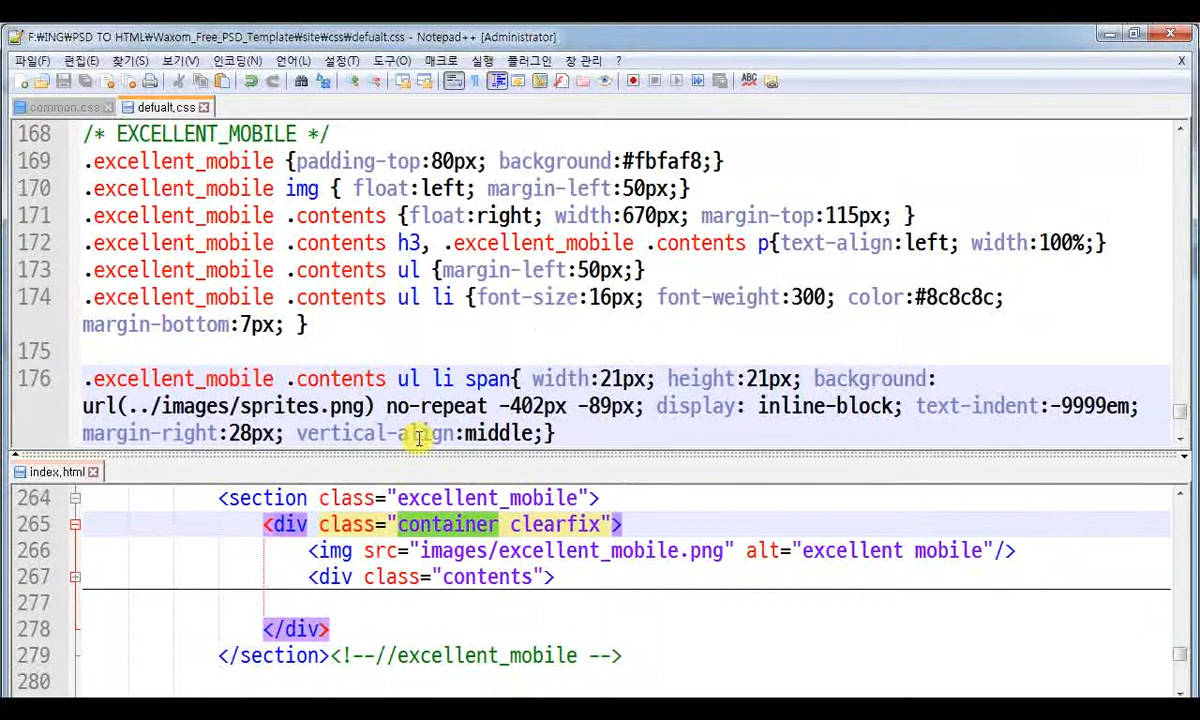 F:\ING\PSD TO HTML\Waxom_Free_PSD_Template\site\css\defualt.css - Notepad++ [Administrator]
파일(F) 편집(E) 찾기(S) 보기(V) 인코딩(N) 언어(L) 설정(T) 도구(O) 매크로 실행 플러그인 창 관리 ? X
common.css defualt.css
168 /* EXCELLENT_MOBILE */
169 .excellent_mobile {padding-top:80px; background:#fbfaf8;}
170 .excellent_mobile img { float:left; margin-left:50px;}
171 .excellent_mobile .contents {float:right; width:670px; margin-top:115px; }
172 .excellent_mobile .contents h3, .excellent_mobile .contents p{text-align:left; width:100%;}
173 .excellent_mobile .contents ul {margin-left:50px;}
174 .excellent_mobile .contents ul li {font-size:16px; font-weight:300; color:#8c8c8c;
margin-bottom:7px; }
175
176 .excellent_mobile .contents ul li span{ width:21px; height:21px; background:
url(../images/sprites.png) no-repeat -402px -89px; display: inline-block; text-indent:-9999em;
margin-right:28px; vertical-align:middle;}
index.html
264 <section class="excellent_mobile">
265 <div class="container clearfix">
266 <img src="images/excellent_mobile.png" alt="excellent mobile"/>
267 <div class="contents">
277
278 </div>
279 </section><!--//excellent_mobile -->
280